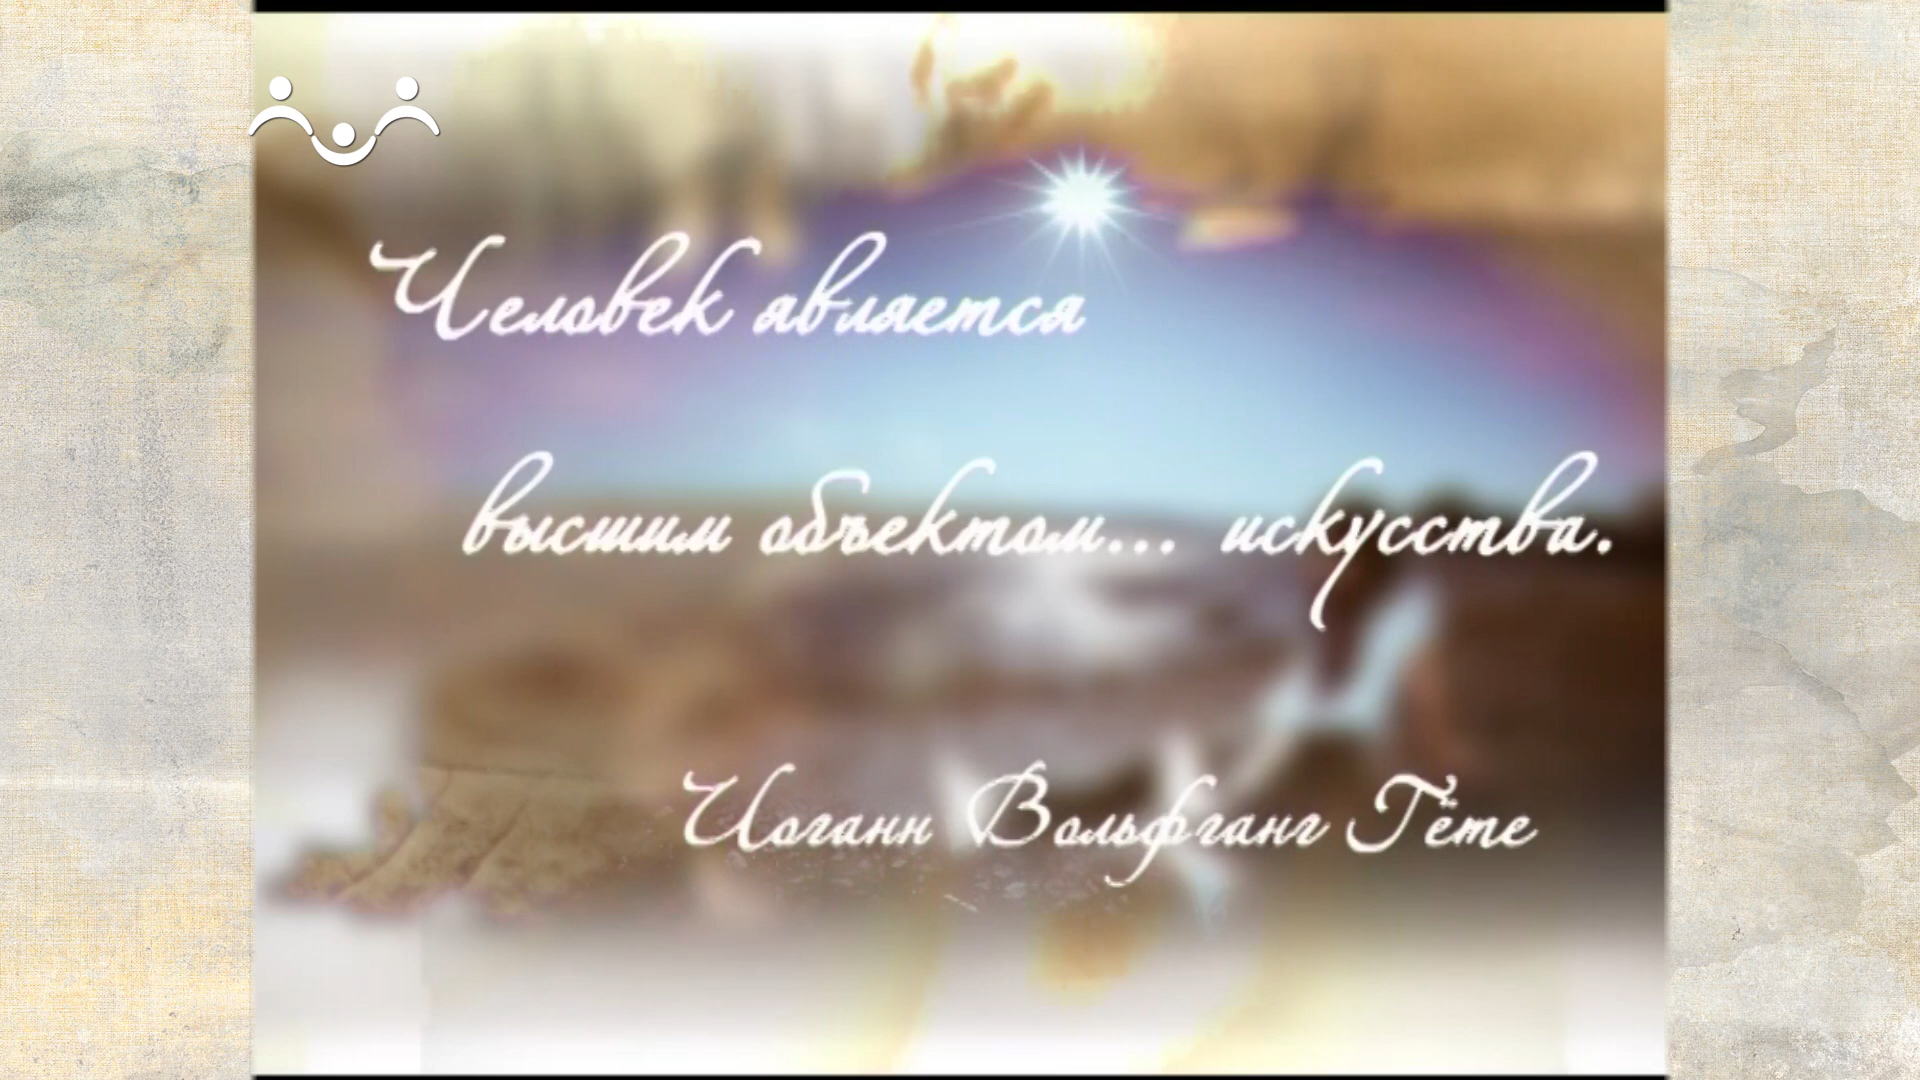 Человек является
высшим объектом... искусства.
Иоганн Вольфганг Гёте